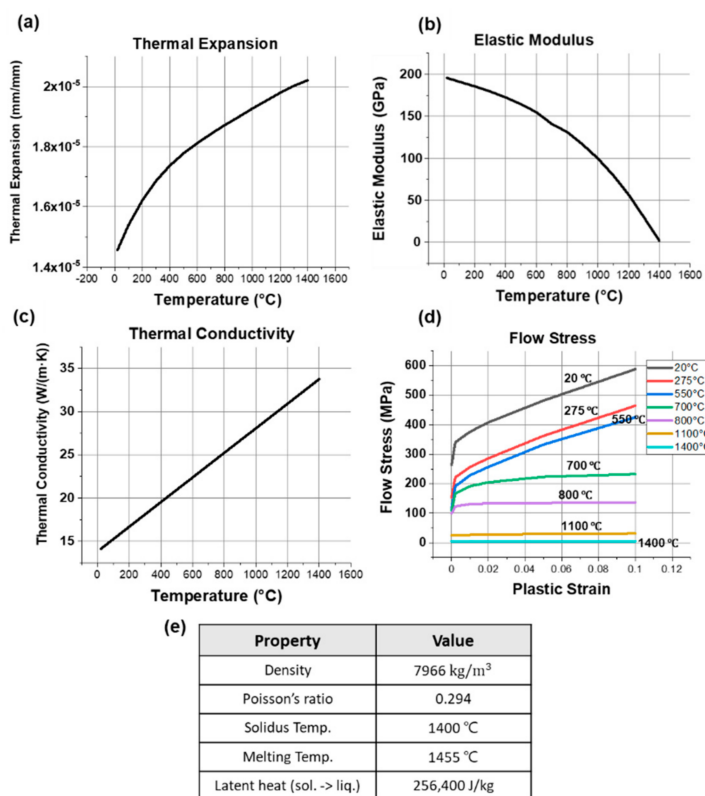 (a)
Thermal Expansion
Thermal Expansion (mm/mm)
2x10⁻⁵
1.8x10⁻⁵
1.6x10⁻⁵
1.4x10⁻⁵
-200 0 200 400 600 800 1000 1200 1400 1600
Temperature (°C)
(b)
Elastic Modulus
Elastic Modulus (GPa)
200
150
100
50
0
0 200 400 600 800 1000 1200 1400 1600
Temperature (°C)
(c)
Thermal Conductivity
Thermal Conductivity (W/(m·K))
35
30
25
20
15
0 200 400 600 800 1000 1200 1400 1600
Temperature (°C)
(d)
Flow Stress
Flow Stress (MPa)
600
500
400
300
200
100
0
20 ℃
275 ℃
550 ℃
700 ℃
800 ℃
1100 ℃
1400 ℃
20°C
275°C
550°C
700°C
800°C
1100°C
1400°C
0 0.02 0.04 0.06 0.08 0.1 0.12
Plastic Strain
(e)
Property Value
Density 7966 kg/m³
Poisson's ratio 0.294
Solidus Temp. 1400 ℃
Melting Temp. 1455 ℃
Latent heat (sol. -> liq.) 256,400 J/kg